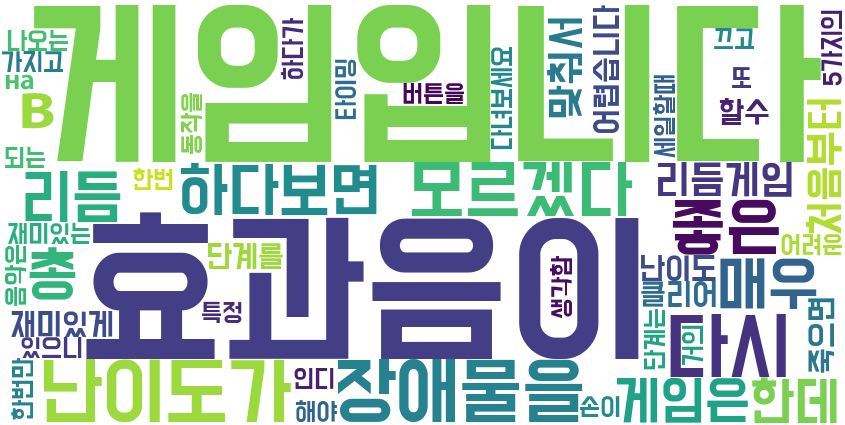 게임입니다
나오는
가지고
на
B
하다가
타이밍
동작을
버튼을
다녀보세요
맞춰서
어렵습니다
세일할때
끄고
또
할수
5가지의
처음부터
되는
한번
리듬
하다보면
모르겠다
리듬게임
좋은
어려운
재미있는
음악은
총
단계를
효과음이
생각함
난이도
클리어
매우
특정
재미있게
있으니
다시
단계는
거의
죽으면
한번만
난이도가
인디
해야
장애물을
손이
게임은
한데